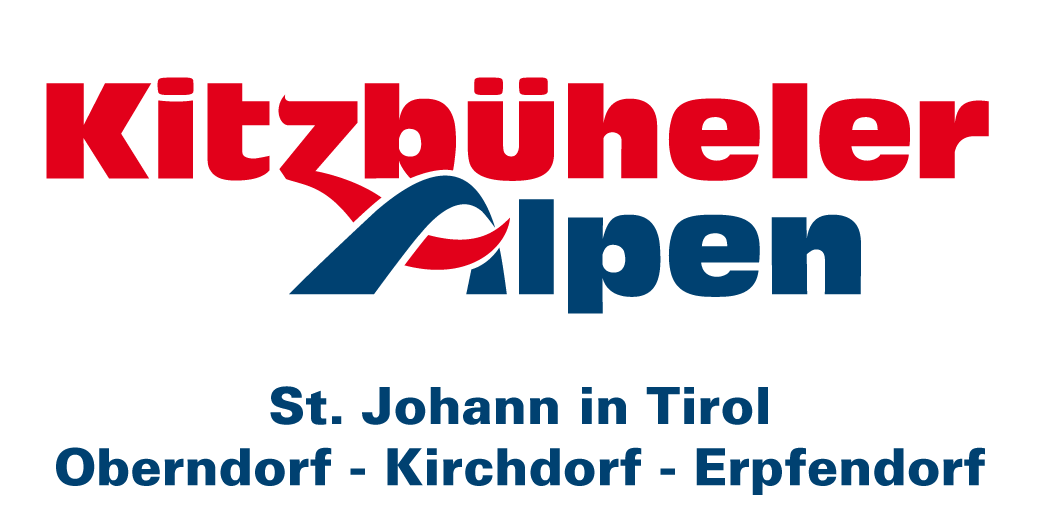 Kitzbüheler
Alpen
St. Johann in Tirol
Oberndorf - Kirchdorf - Erpfendorf